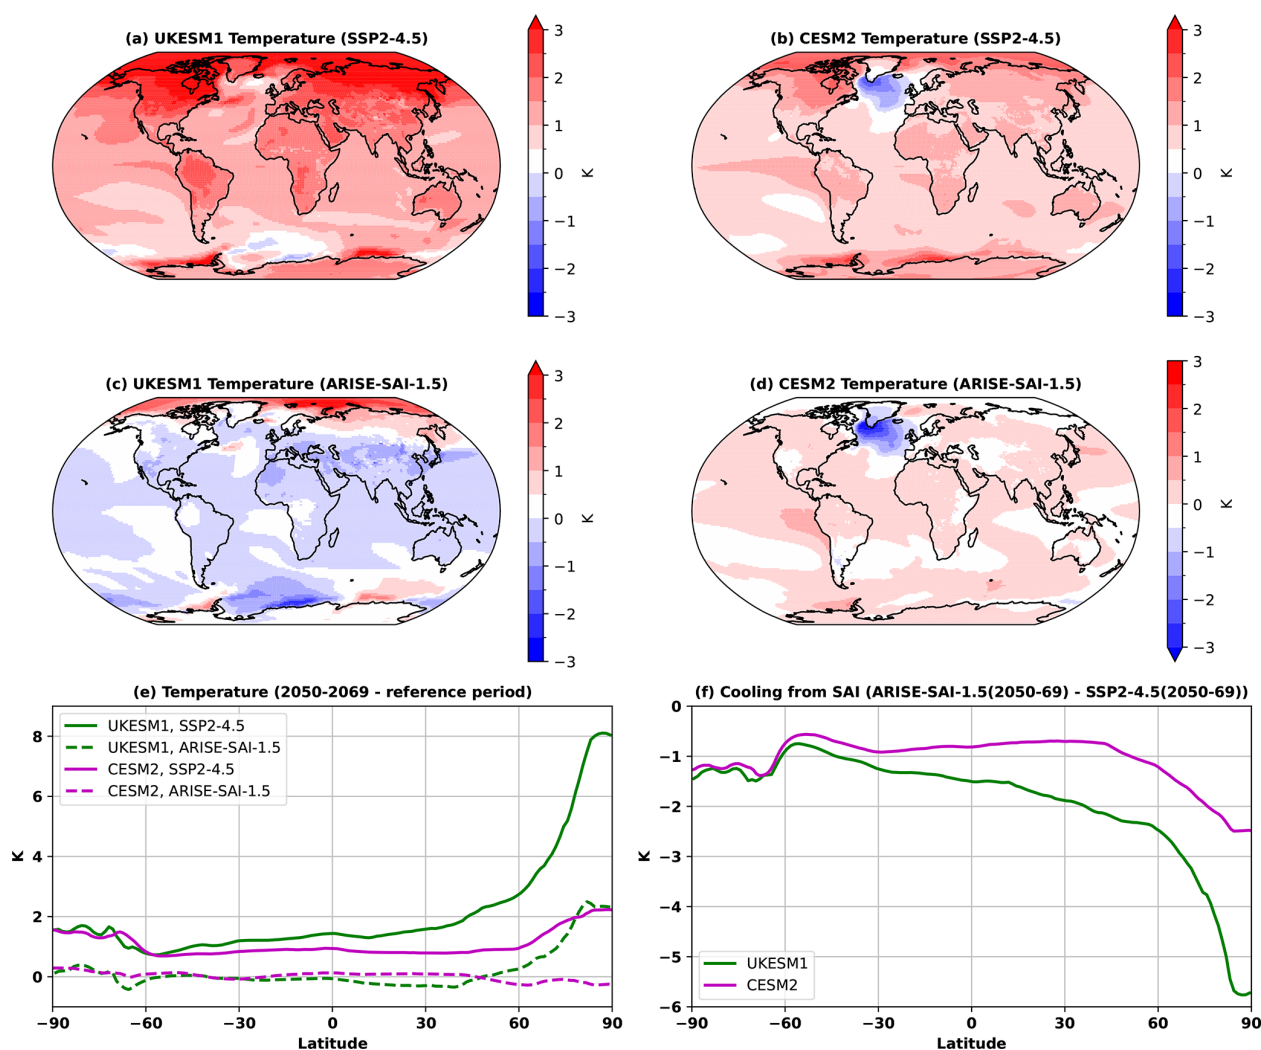 (a) UKESM1 Temperature (SSP2-4.5)
3
2
1
0
−1
−2
−3
K
(b) CESM2 Temperature (SSP2-4.5)
3
2
1
0
−1
−2
−3
K
(c) UKESM1 Temperature (ARISE-SAI-1.5)
3
2
1
0
−1
−2
−3
K
(d) CESM2 Temperature (ARISE-SAI-1.5)
3
2
1
0
−1
−2
−3
K
(e) Temperature (2050-2069 - reference period)
UKESM1, SSP2-4.5
UKESM1, ARISE-SAI-1.5
CESM2, SSP2-4.5
CESM2, ARISE-SAI-1.5
8
6
4
2
0
K
−90 −60 −30 0 30 60 90
Latitude
(f) Cooling from SAI (ARISE-SAI-1.5(2050-69) - SSP2-4.5(2050-69))
0
−1
−2
−3
−4
−5
−6
K
UKESM1
CESM2
−90 −60 −30 0 30 60 90
Latitude